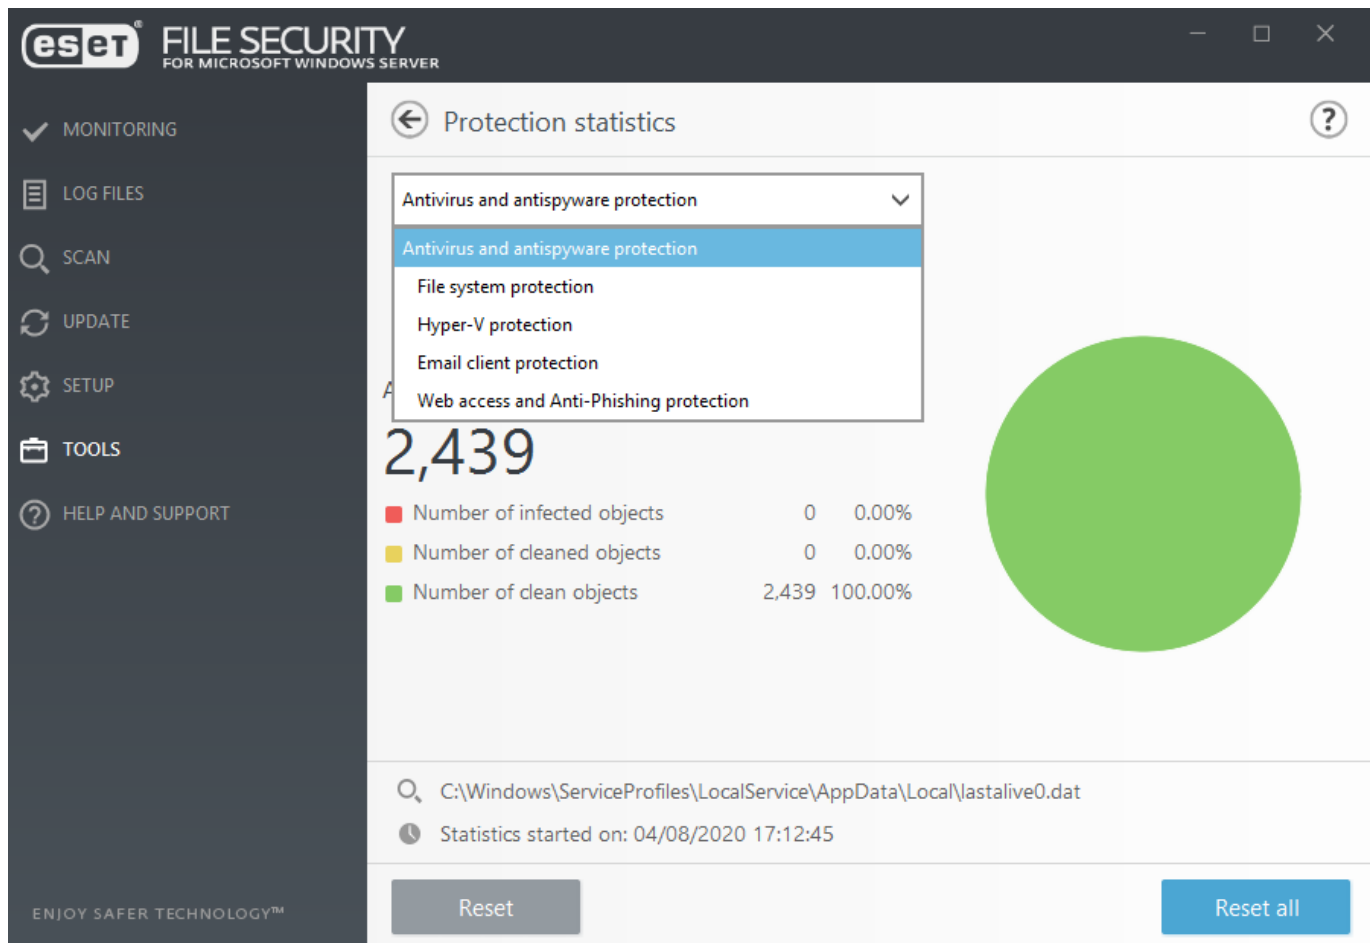 eset®
FILE SECURITY
FOR MICROSOFT WINDOWS SERVER
MONITORING
LOG FILES
SCAN
UPDATE
SETUP
TOOLS
HELP AND SUPPORT
ENJOY SAFER TECHNOLOGY™
Protection statistics
?
Antivirus and antispyware protection
Antivirus and antispyware protection
File system protection
Hyper-V protection
Email client protection
Web access and Anti-Phishing protection
2,439
Number of infected objects 0 0.00%
Number of cleaned objects 0 0.00%
Number of clean objects 2,439 100.00%
C:\Windows\ServiceProfiles\LocalService\AppData\Local\lastalive0.dat
Statistics started on: 04/08/2020 17:12:45
Reset
Reset all